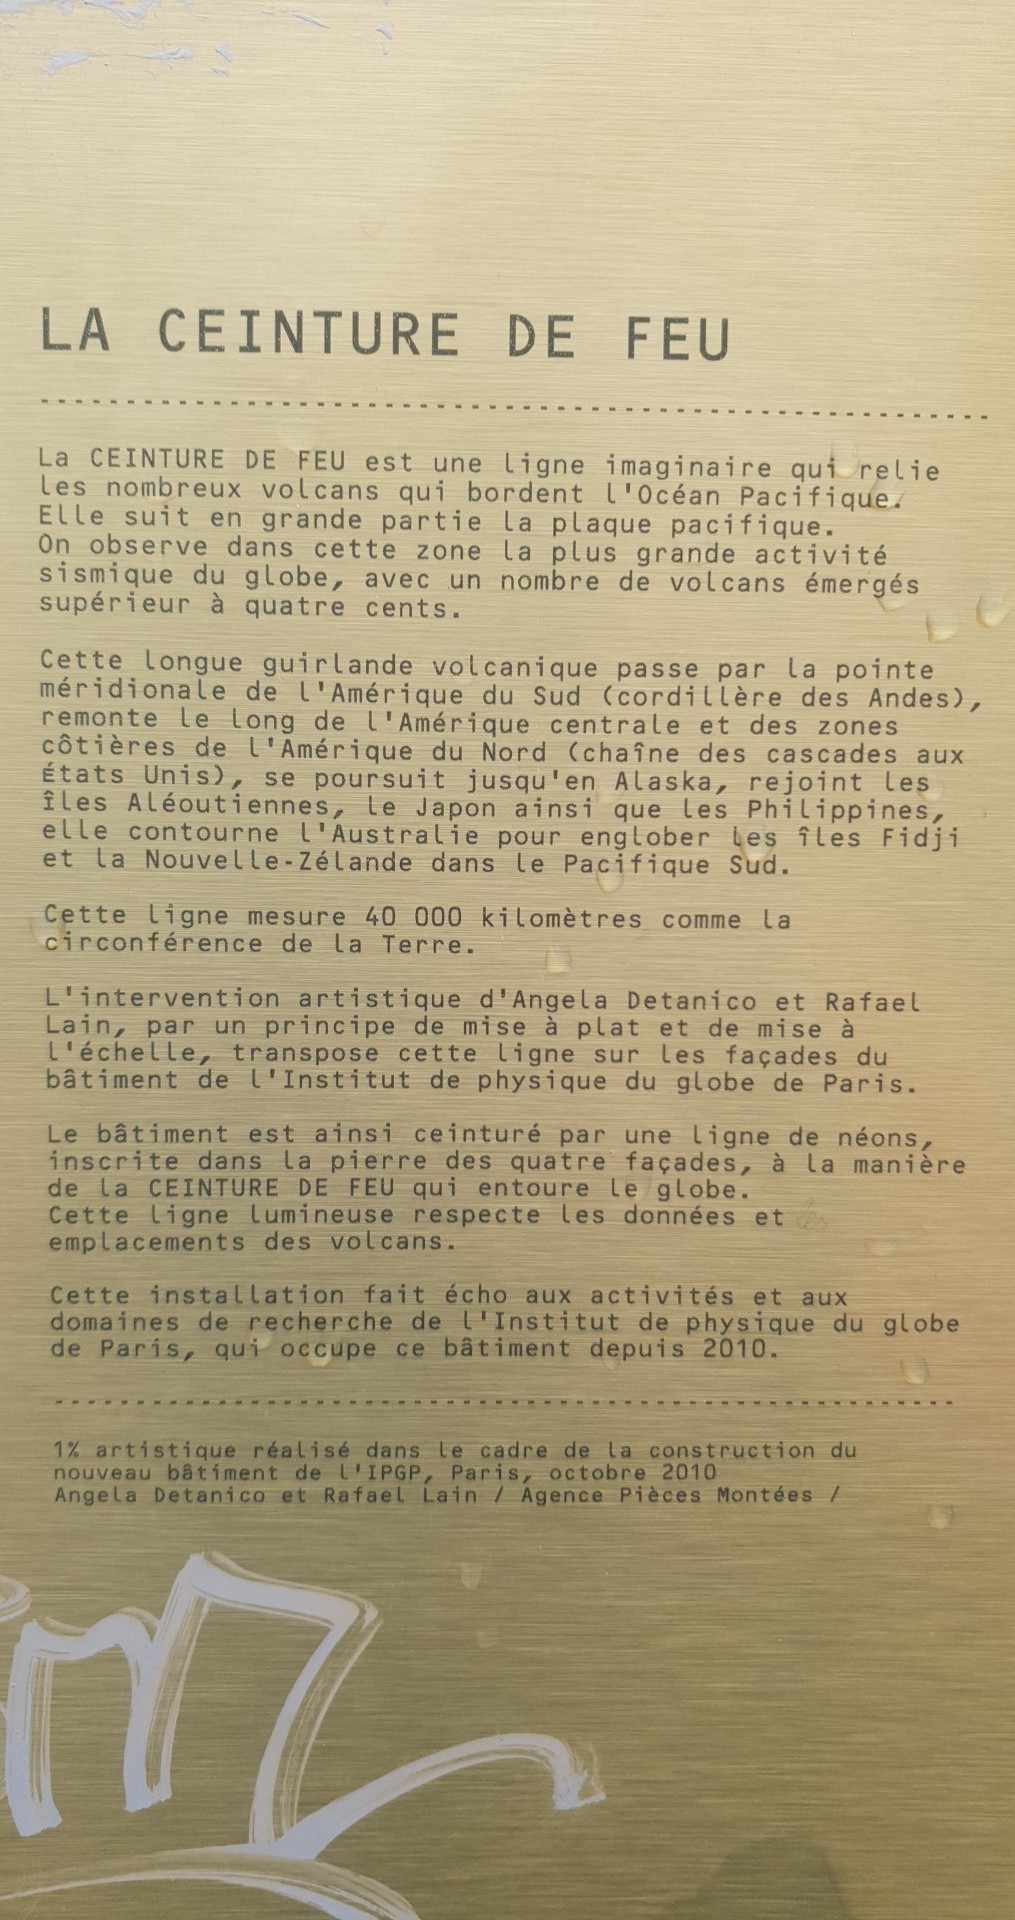 LA CEINTURE DE FEU
La CEINTURE DE FEU est une ligne imaginaire qui relie
les nombreux volcans qui bordent l'Océan Pacifique.
Elle suit en grande partie la plaque pacifique.
On observe dans cette zone la plus grande activité
sismique du globe, avec un nombre de volcans émergés
supérieur à quatre cents.
Cette longue guirlande volcanique passe par la pointe
méridionale de l'Amérique du Sud (cordillère des Andes),
remonte le long de l'Amérique centrale et des zones
côtières de l'Amérique du Nord (chaîne des cascades aux
États Unis), se poursuit jusqu'en Alaska, rejoint les
îles Aléoutiennes, le Japon ainsi que les Philippines,
elle contourne l'Australie pour englober les îles Fidji
et la Nouvelle-Zélande dans le Pacifique Sud.
Cette ligne mesure 40 000 kilomètres comme la
circonférence de la Terre.
L'intervention artistique d'Angela Detanico et Rafael
Lain, par un principe de mise à plat et de mise à
l'échelle, transpose cette ligne sur les façades du
bâtiment de l'Institut de physique du globe de Paris.
Le bâtiment est ainsi ceinturé par une ligne de néons,
inscrite dans la pierre des quatre façades, à la manière
de la CEINTURE DE FEU qui entoure le globe.
Cette ligne lumineuse respecte les données et
emplacements des volcans.
Cette installation fait écho aux activités et aux
domaines de recherche de l'Institut de physique du globe
de Paris, qui occupe ce bâtiment depuis 2010.
1% artistique réalisé dans le cadre de la construction du
nouveau bâtiment de l'IPGP, Paris, octobre 2010
Angela Detanico et Rafael Lain / Agence Pièces Montées /